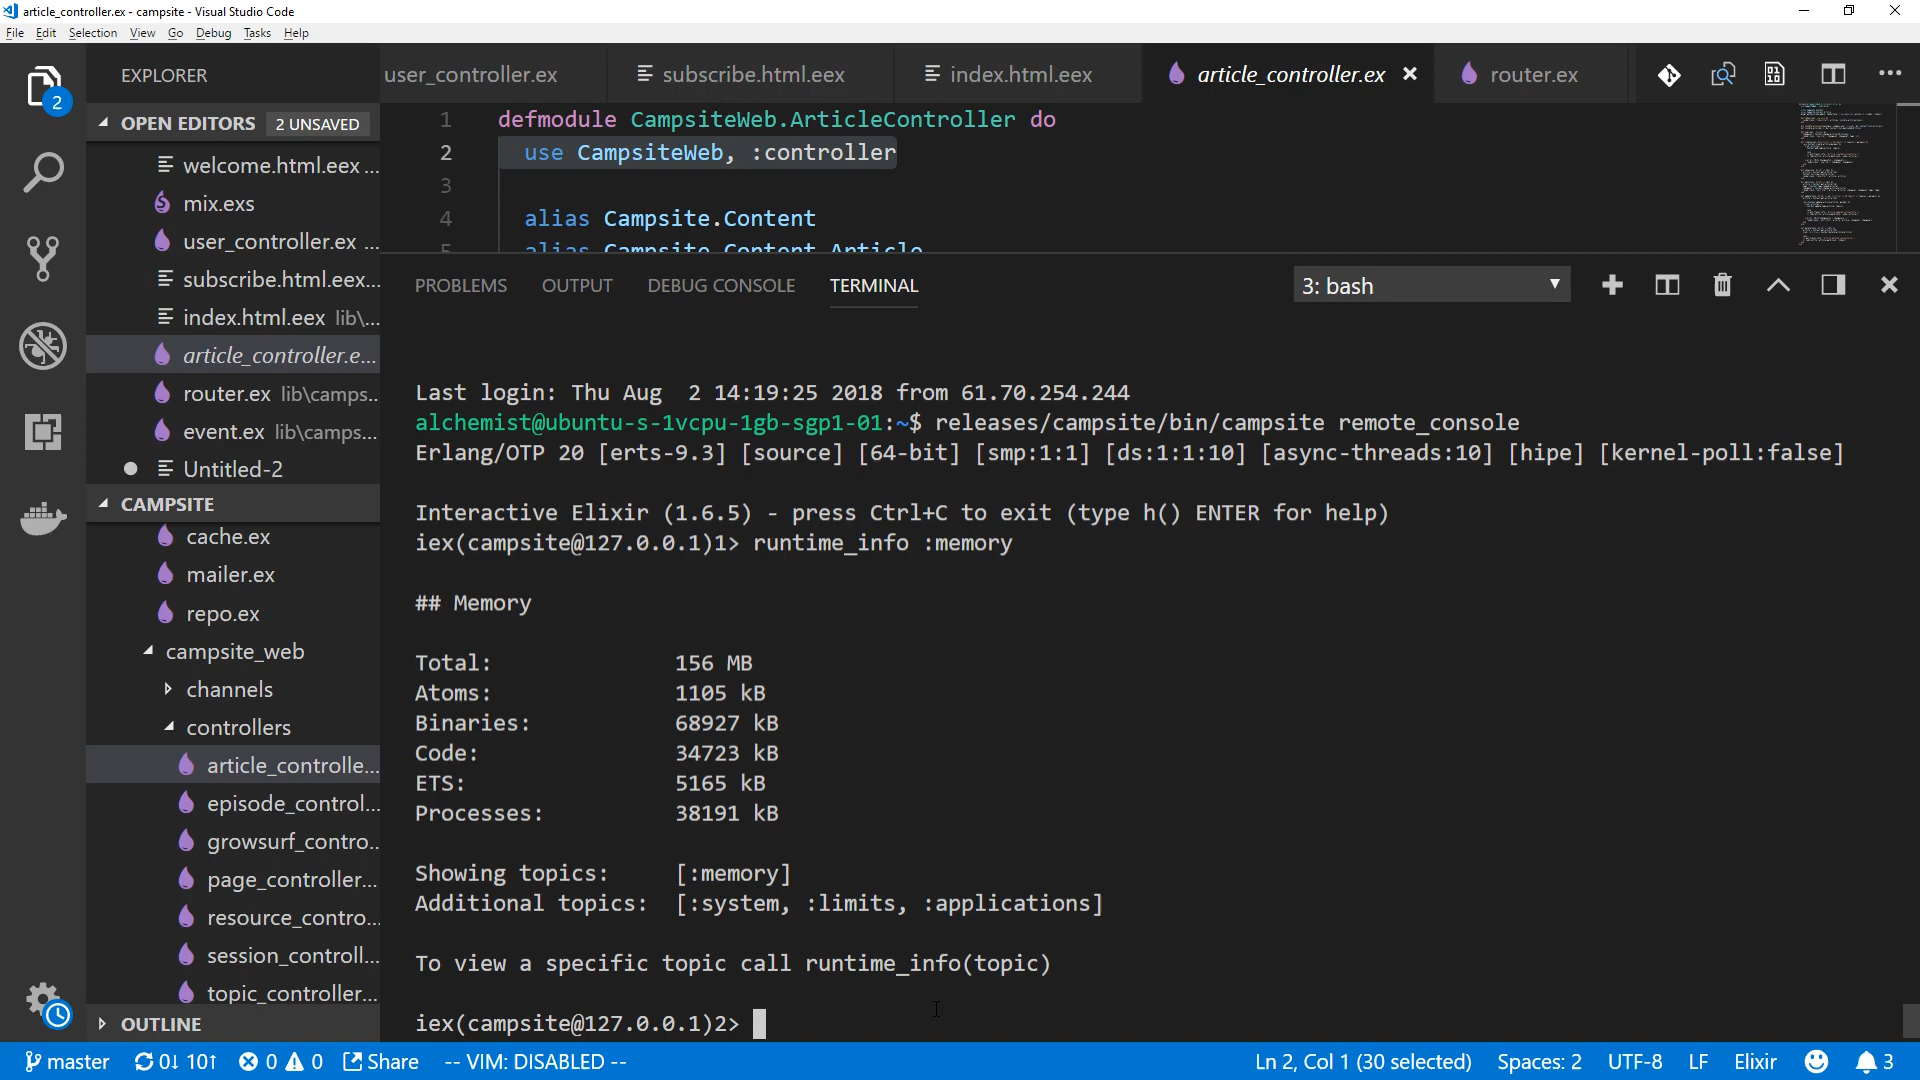 article_controller.ex - campsite - Visual Studio Code
File Edit Selection View Go Debug Tasks Help
EXPLORER
2
OPEN EDITORS 2 UNSAVED
welcome.html.eex ...
mix.exs
user_controller.ex ...
subscribe.html.eex...
index.html.eex lib\...
article_controller.e...
router.ex lib\camps...
event.ex lib\camps...
Untitled-2
CAMPSITE
cache.ex
mailer.ex
repo.ex
campsite_web
channels
controllers
article_controlle...
episode_control...
growsurf_contro...
page_controller...
resource_contro...
session_controll...
topic_controller...
OUTLINE
user_controller.ex subscribe.html.eex index.html.eex article_controller.ex router.ex
1 defmodule CampsiteWeb.ArticleController do
2 use CampsiteWeb, :controller
3
4 alias Campsite.Content
5 alias Campsite.Content.Article
PROBLEMS OUTPUT DEBUG CONSOLE TERMINAL 3: bash
Last login: Thu Aug  2 14:19:25 2018 from 61.70.254.244
alchemist@ubuntu-s-1vcpu-1gb-sgp1-01:~$ releases/campsite/bin/campsite remote_console
Erlang/OTP 20 [erts-9.3] [source] [64-bit] [smp:1:1] [ds:1:1:10] [async-threads:10] [hipe] [kernel-poll:false]
Interactive Elixir (1.6.5) - press Ctrl+C to exit (type h() ENTER for help)
iex(campsite@127.0.0.1)1> runtime_info :memory
## Memory
Total: 156 MB
Atoms: 1105 kB
Binaries: 68927 kB
Code: 34723 kB
ETS: 5165 kB
Processes: 38191 kB
Showing topics: [:memory]
Additional topics: [:system, :limits, :applications]
To view a specific topic call runtime_info(topic)
iex(campsite@127.0.0.1)2>
master 0↓ 10↑ 0 0 Share -- VIM: DISABLED -- Ln 2, Col 1 (30 selected) Spaces: 2 UTF-8 LF Elixir 3